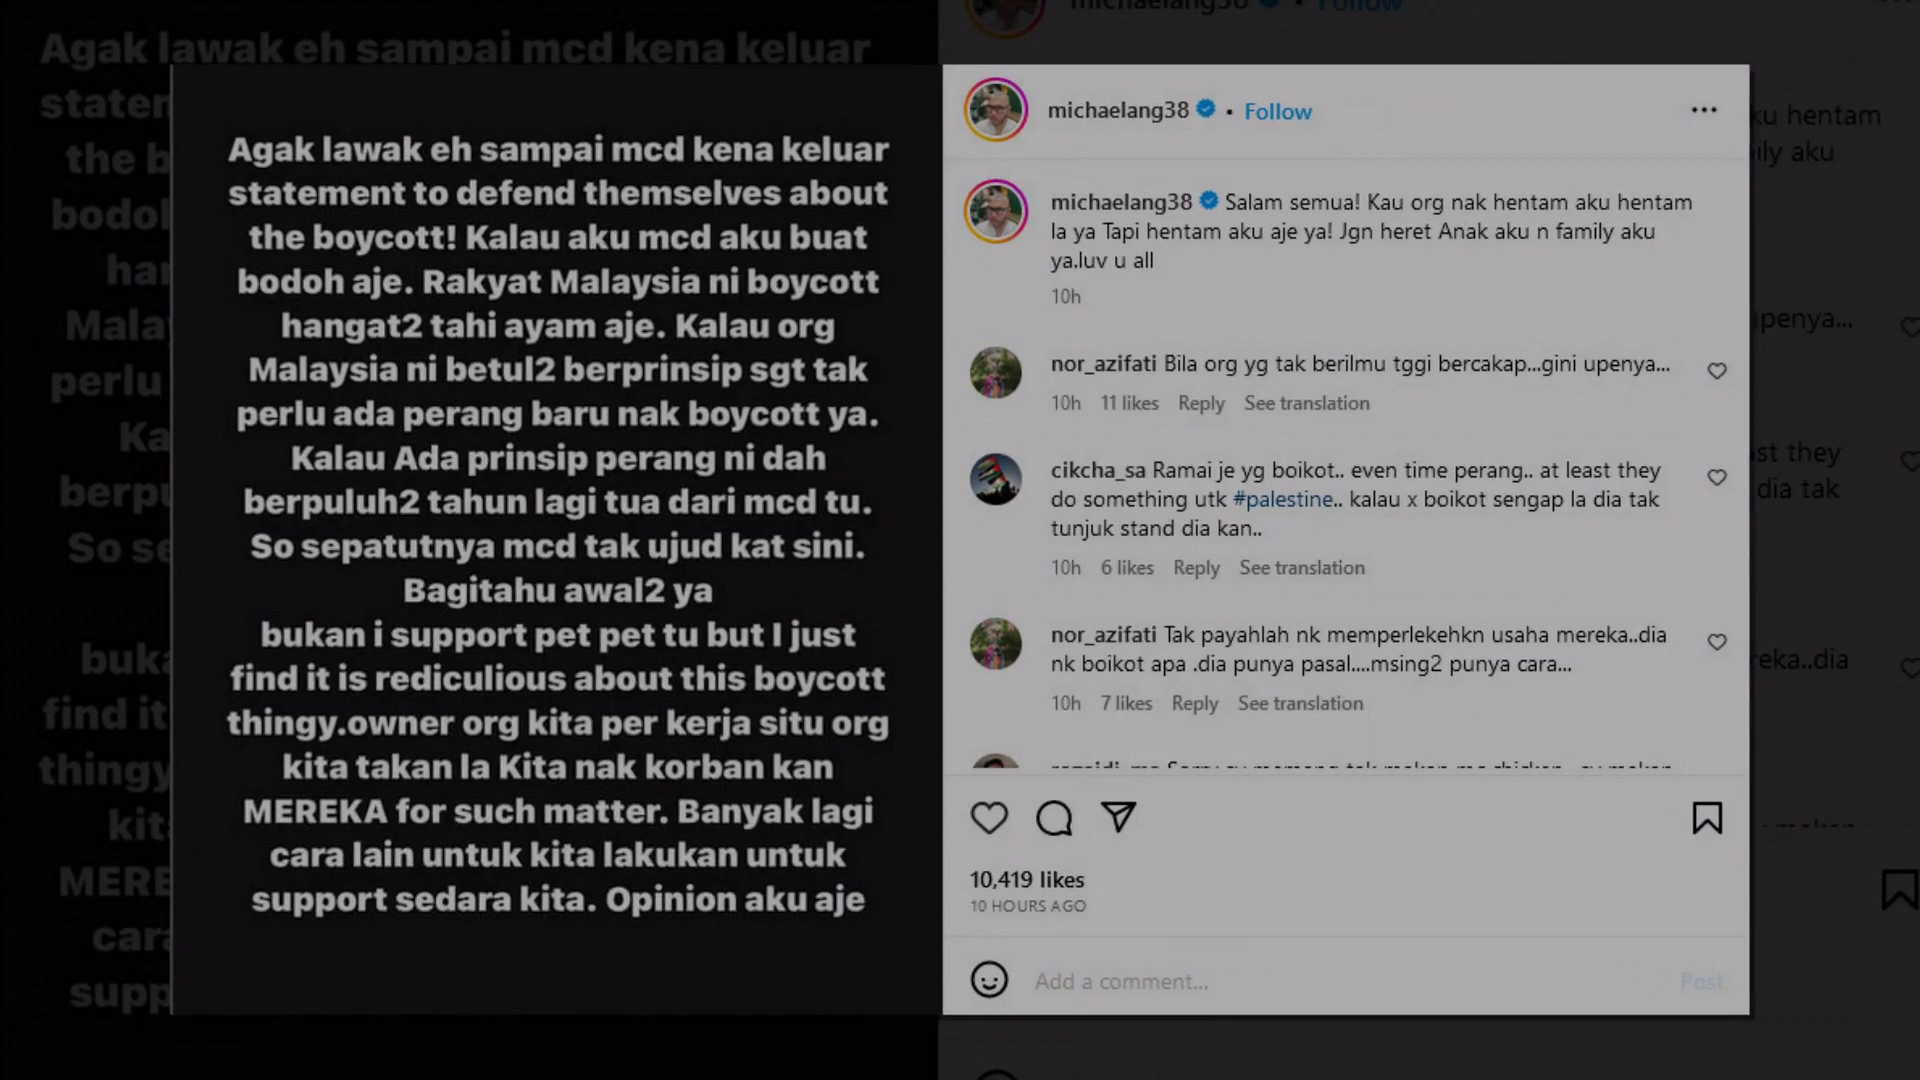 Agak lawak eh sampai mcd kena keluar
statement to defend themselves about
the boycott! Kalau aku mcd aku buat
bodoh aje. Rakyat Malaysia ni boycott
hangat2 tahi ayam aje. Kalau org
Malaysia ni betul2 berprinsip sgt tak
perlu ada perang baru nak boycott ya.
Kalau Ada prinsip perang ni dah
berpuluh2 tahun lagi tua dari mcd tu.
So sepatutnya mcd tak ujud kat sini.
Bagitahu awal2 ya
bukan i support pet pet tu but I just
find it is rediculious about this boycott
thingy.owner org kita per kerja situ org
kita takan la Kita nak korban kan
MEREKA for such matter. Banyak lagi
cara lain untuk kita lakukan untuk
support sedara kita. Opinion aku aje
michaelang38 • Follow
michaelang38 Salam semua! Kau org nak hentam aku hentam
la ya Tapi hentam aku aje ya! Jgn heret Anak aku n family aku
ya.luv u all
10h
nor_azifati Bila org yg tak berilmu tggi bercakap...gini upenya...
10h 11 likes Reply See translation
cikcha_sa Ramai je yg boikot.. even time perang.. at least they
do something utk #palestine.. kalau x boikot sengap la dia tak
tunjuk stand dia kan..
10h 6 likes Reply See translation
nor_azifati Tak payahlah nk memperlekehkn usaha mereka..dia
nk boikot apa .dia punya pasal....msing2 punya cara...
10h 7 likes Reply See translation
10,419 likes
10 HOURS AGO
Add a comment...
Post